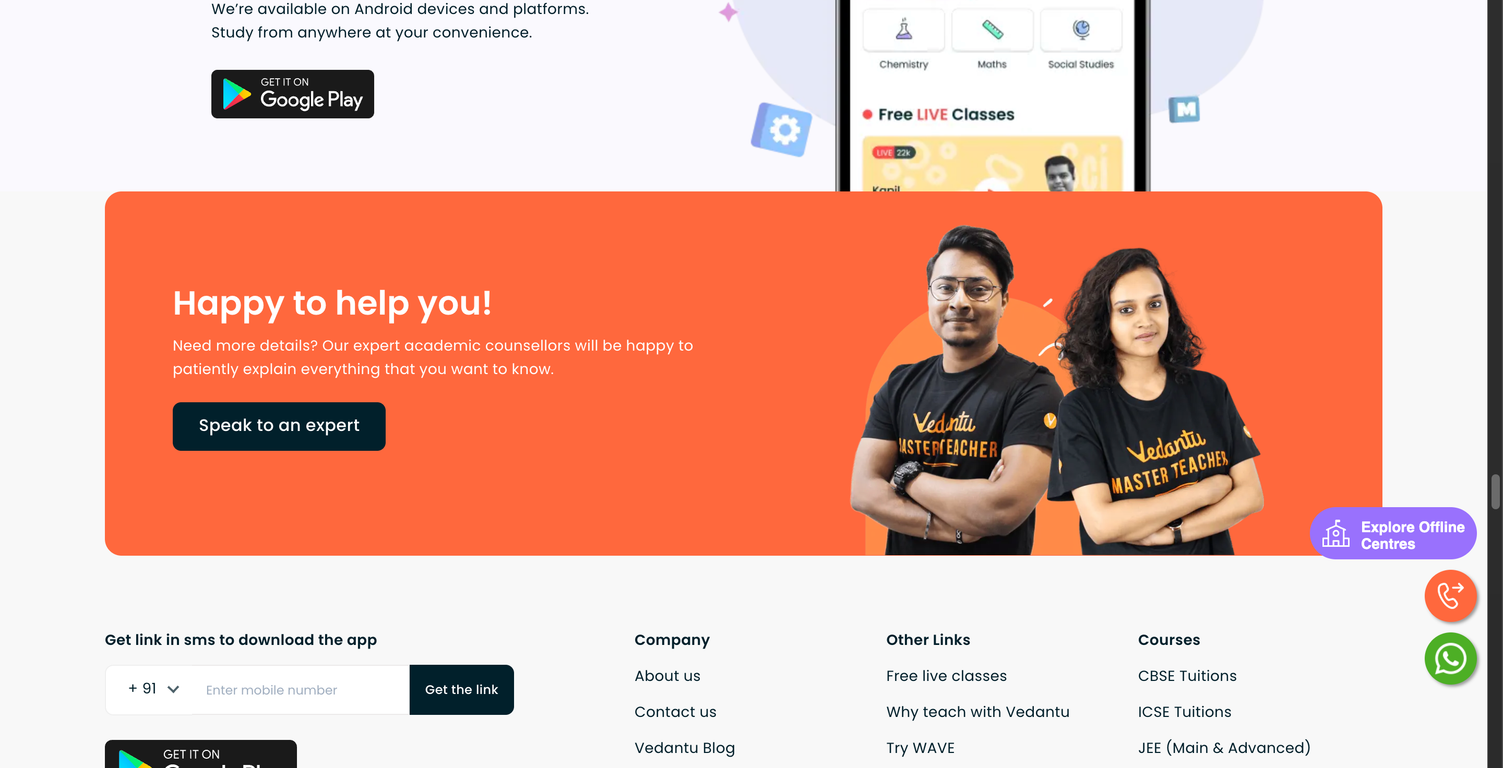 We’re available on Android devices and platforms.
Study from anywhere at your convenience.
GET IT ON
Google Play
Chemistry
Maths
Social Studies
Free LIVE Classes
LIVE 22k
Kapil
M
Happy to help you!
Need more details? Our expert academic counsellors will be happy to
patiently explain everything that you want to know.
Speak to an expert
Vedantu
MASTER TEACHER
V
Vedantu
MASTER TEACHER
Explore Offline
Centres
Get link in sms to download the app
+ 91
Enter mobile number
Get the link
GET IT ON
Google Play
Company
About us
Contact us
Vedantu Blog
Other Links
Free live classes
Why teach with Vedantu
Try WAVE
Courses
CBSE Tuitions
ICSE Tuitions
JEE (Main & Advanced)